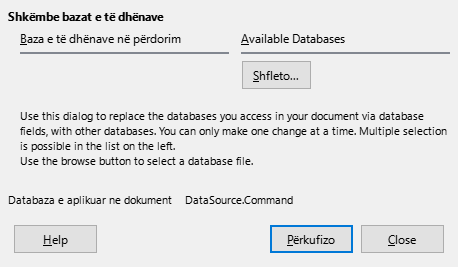 Shkëmbe bazat e të dhënave
Baza e të dhënave në përdorim
Available Databases
Shfleto...
Use this dialog to replace the databases you access in your document via database
fields, with other databases. You can only make one change at a time. Multiple selection
is possible in the list on the left.
Use the browse button to select a database file.
Databaza e aplikuar ne dokument DataSource.Command
Help Përkufizo Close